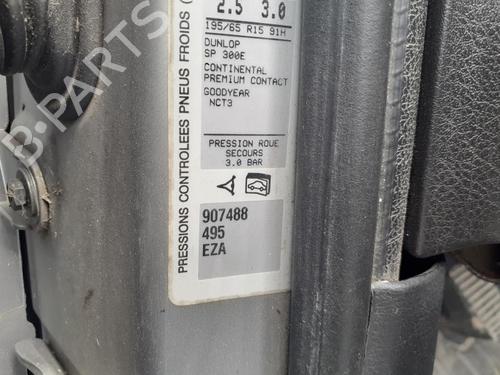 2.5 3.0
195/65 R15 91H
DUNLOP
SP 300E
CONTINENTAL
PREMIUM CONTACT
GOODYEAR
NCT3
PRESSION ROUE
SECOURS
3.0 BAR
PRESSIONS CONTROLEES PNEUS FROIDS (
907488
495
EZA
B-PARTS